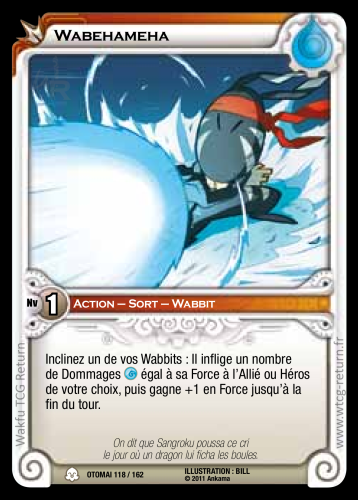 WABEHAMEHA
Nv 1 ACTION – SORT – WABBIT
Inclinez un de vos Wabbits : Il inflige un nombre
de Dommages égal à sa Force à l'Allié ou Héros
de votre choix, puis gagne +1 en Force jusqu'à la
fin du tour.
On dit que Sangroku poussa ce cri
le jour où un dragon lui ficha les boules.
OTOMAI 118 / 162
ILLUSTRATION : BILL
© 2011 Ankama
Wakfu TCG Return
www.wtcg-return.fr